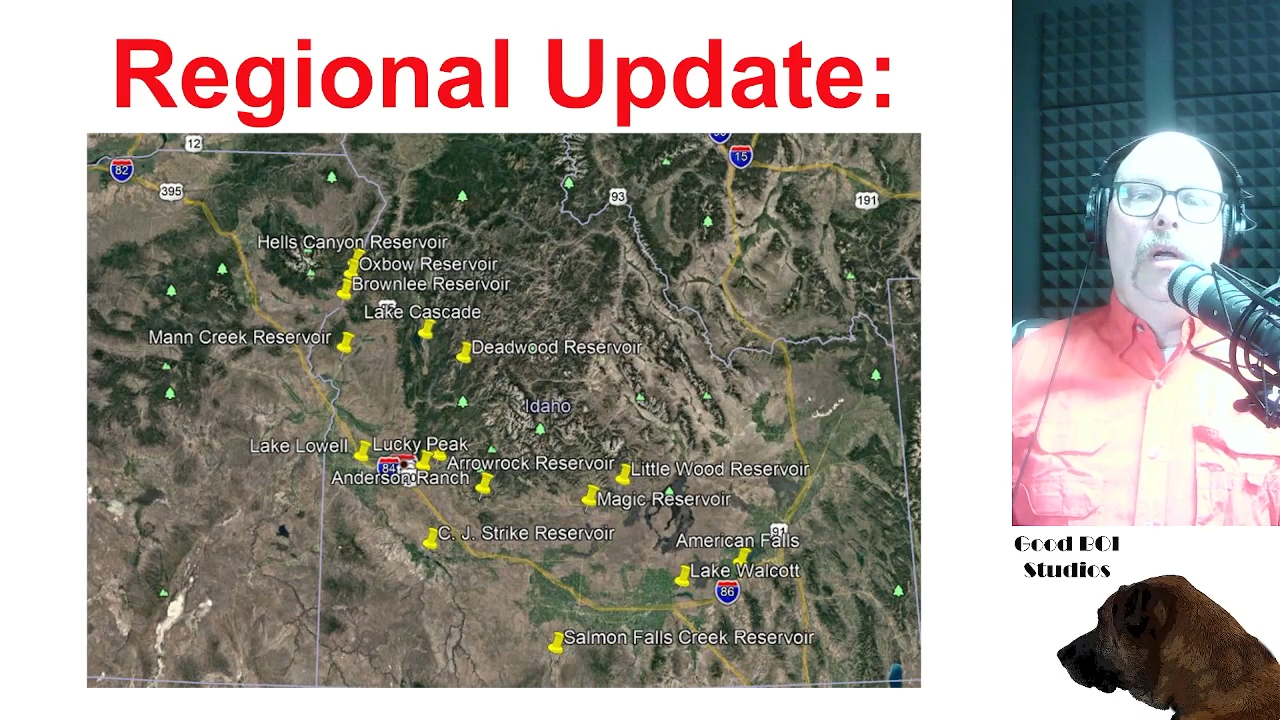 Regional Update:
12
82
15
395
93
191
Hells Canyon Reservoir
Oxbow Reservoir
Brownlee Reservoir
Lake Cascade
Mann Creek Reservoir
Deadwood Reservoir
Idaho
Lake Lowell
Lucky Peak
84
Arrowrock Reservoir
Little Wood Reservoir
Anderson Ranch
Magic Reservoir
C. J. Strike Reservoir
91
American Falls
Lake Walcott
86
Salmon Falls Creek Reservoir
Good BOI
Studios